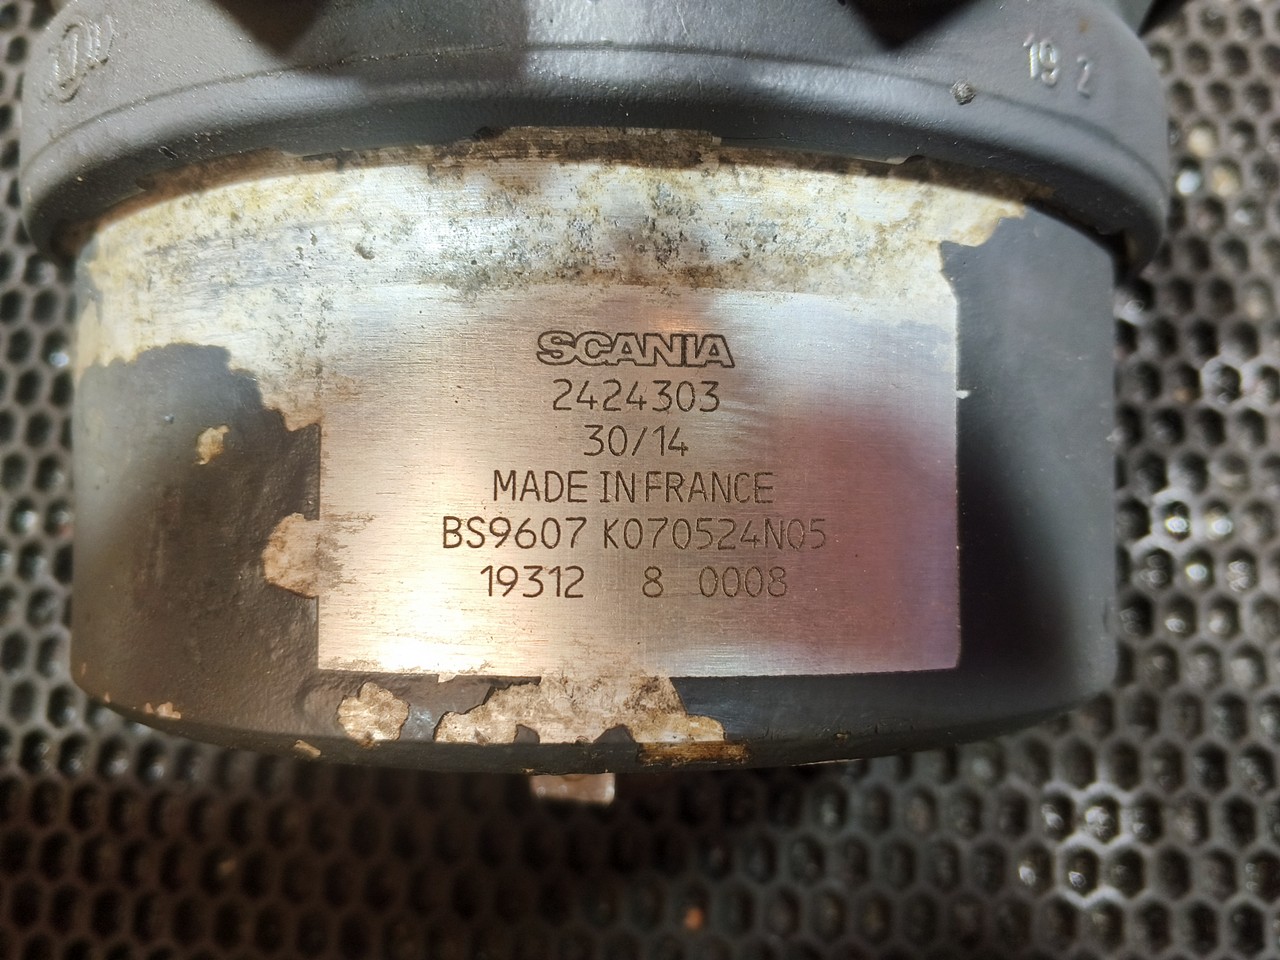 19 2
SCANIA
2424303
30/14
MADE IN FRANCE
BS9607 K070524N05
19312 8 0008